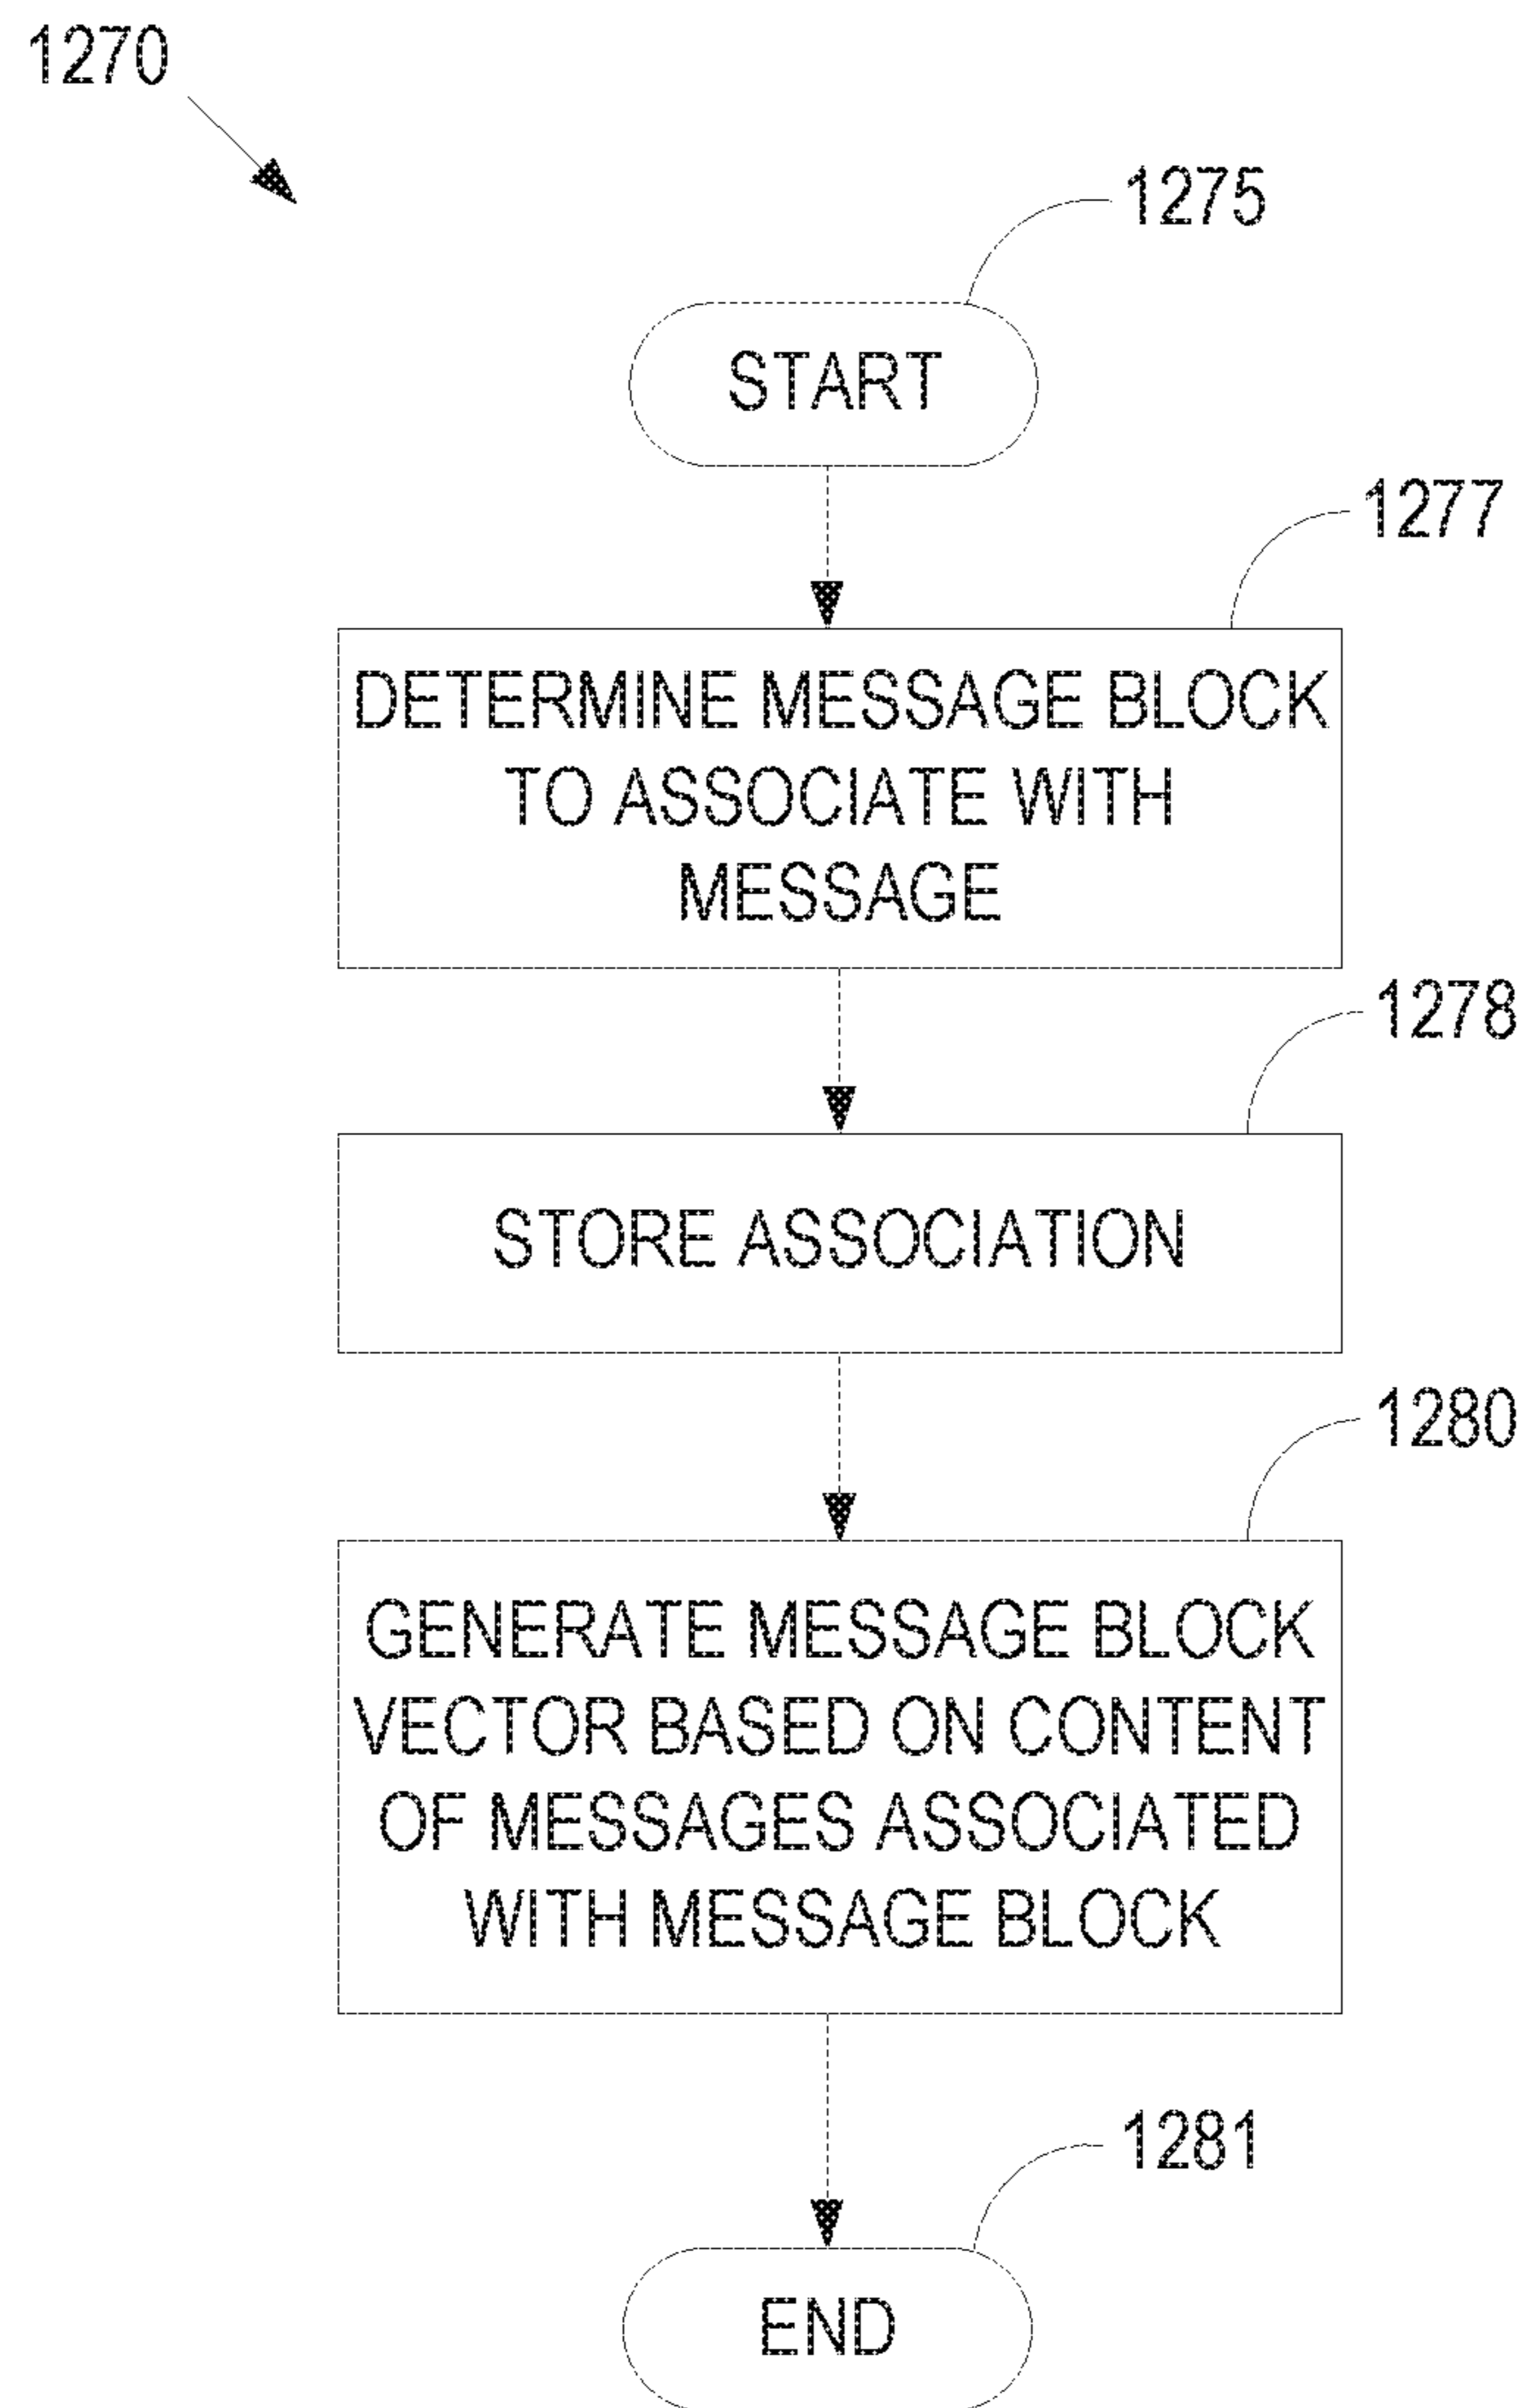 1270
1275
START
1277
DETERMINE MESSAGE BLOCK
TO ASSOCIATE WITH
MESSAGE
1278
STORE ASSOCIATION
1280
GENERATE MESSAGE BLOCK
VECTOR BASED ON CONTENT
OF MESSAGES ASSOCIATED
WITH MESSAGE BLOCK
1281
END